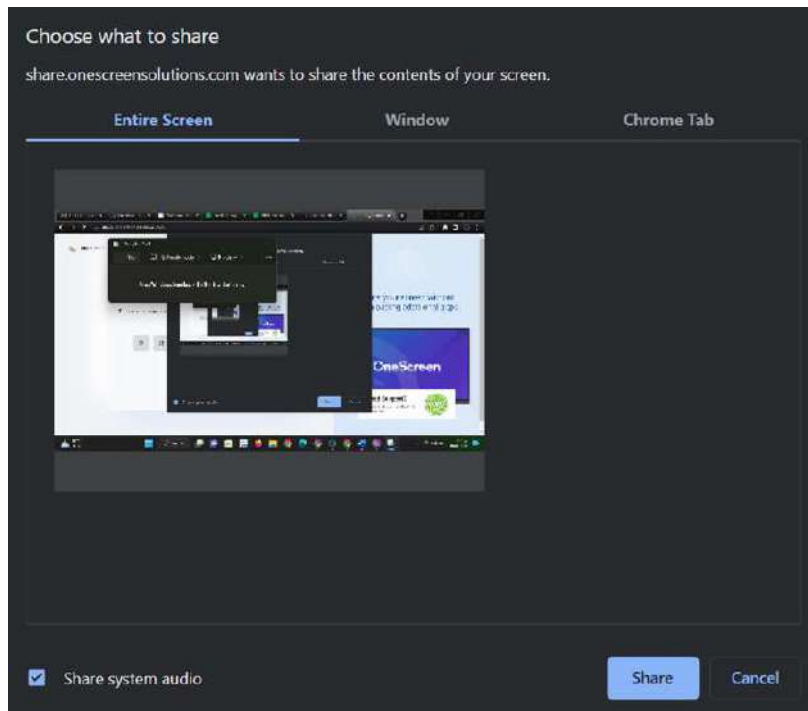 Choose what to share
share.onescreensolutions.com wants to share the contents of your screen.
Entire Screen Window Chrome Tab
OneScreen
Share system audio
Share Cancel